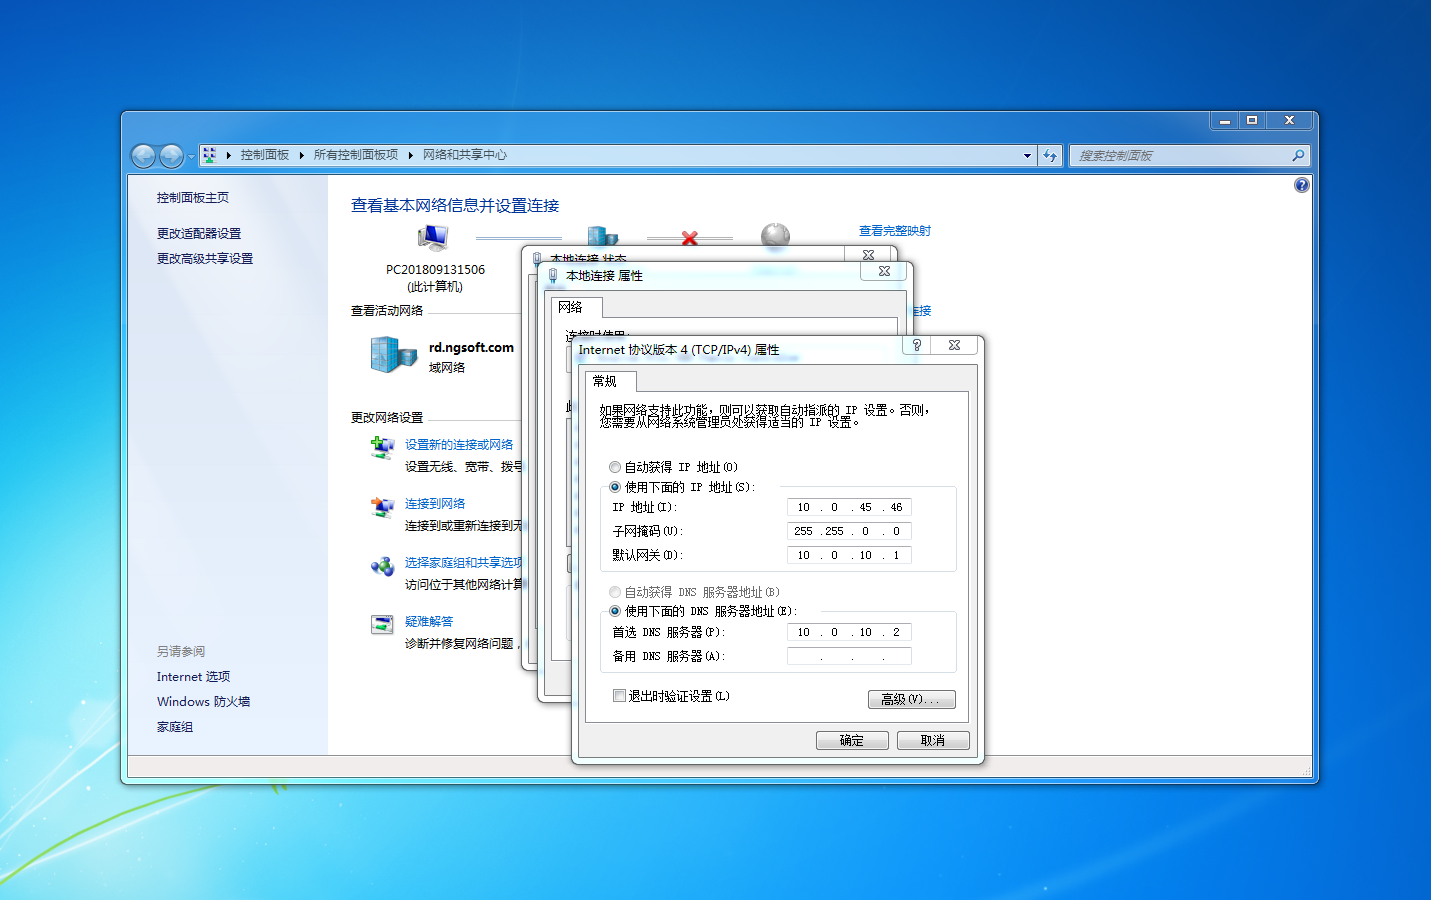 控制面板
所有控制面板项
网络和共享中心
搜索控制面板
控制面板主页
更改适配器设置
更改高级共享设置
另请参阅
Internet 选项
Windows 防火墙
家庭组
查看基本网络信息并设置连接
查看完整映射
PC201809131506
(此计算机)
查看活动网络
连接
rd.ngsoft.com
域网络
更改网络设置
设置新的连接或网络
设置无线、宽带、拨号
连接到网络
连接到或重新连接到无
选择家庭组和共享选项
访问位于其他网络计算
疑难解答
诊断并修复网络问题，
本地连接 状态
本地连接 属性
网络
连接时使用:
此
Internet 协议版本 4 (TCP/IPv4) 属性
常规
如果网络支持此功能，则可以获取自动指派的 IP 设置。否则，
您需要从网络系统管理员处获得适当的 IP 设置。
自动获得 IP 地址(O)
使用下面的 IP 地址(S):
IP 地址(I): 10 . 0 . 45 . 46
子网掩码(U): 255 .255 . 0 . 0
默认网关(D): 10 . 0 . 10 . 1
自动获得 DNS 服务器地址(B)
使用下面的 DNS 服务器地址(E):
首选 DNS 服务器(P): 10 . 0 . 10 . 2
备用 DNS 服务器(A): . . .
退出时验证设置(L)
高级(V)...
确定
取消